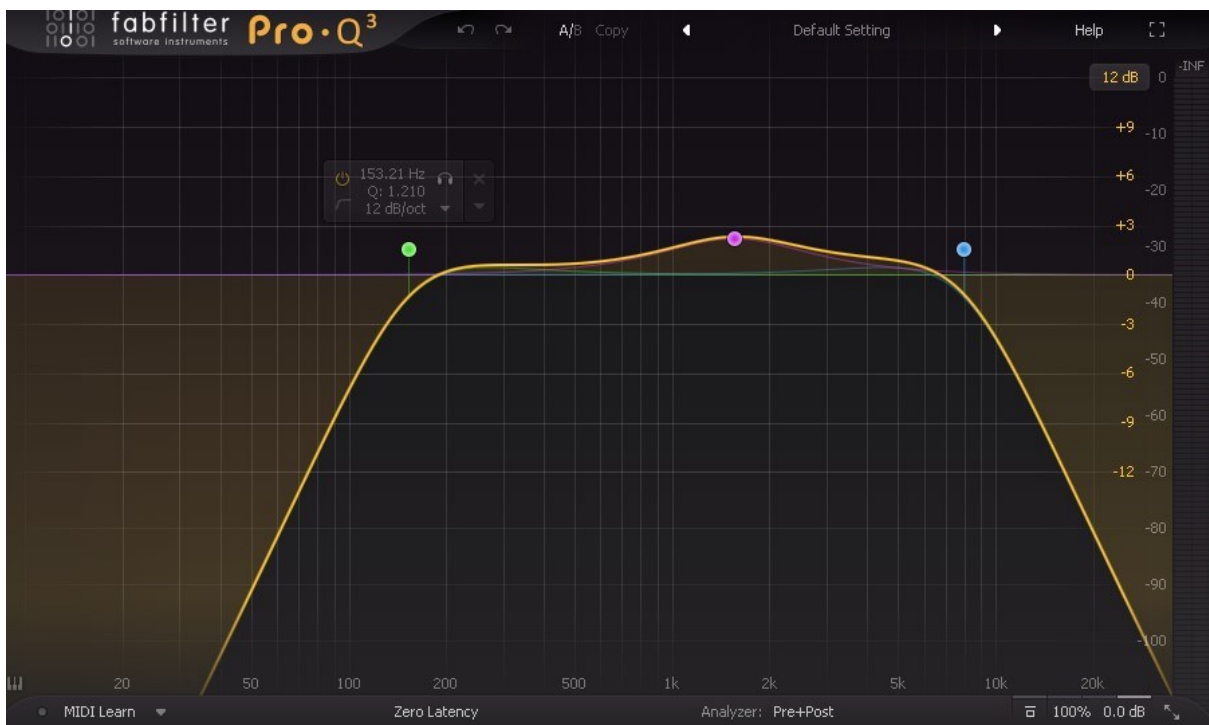 fabfilter
software instruments
Pro·Q³
A/B Copy
Default Setting
Help
12 dB 0 -INF
+9 -10
+6 -20
+3 -30
0
-3 -40
-6 -50
-9 -60
-12 -70
-80
-90
-100
153.21 Hz
Q: 1.210
12 dB/oct
20 50 100 200 500 1k 2k 5k 10k 20k
MIDI Learn
Zero Latency
Analyzer: Pre+Post
100% 0.0 dB